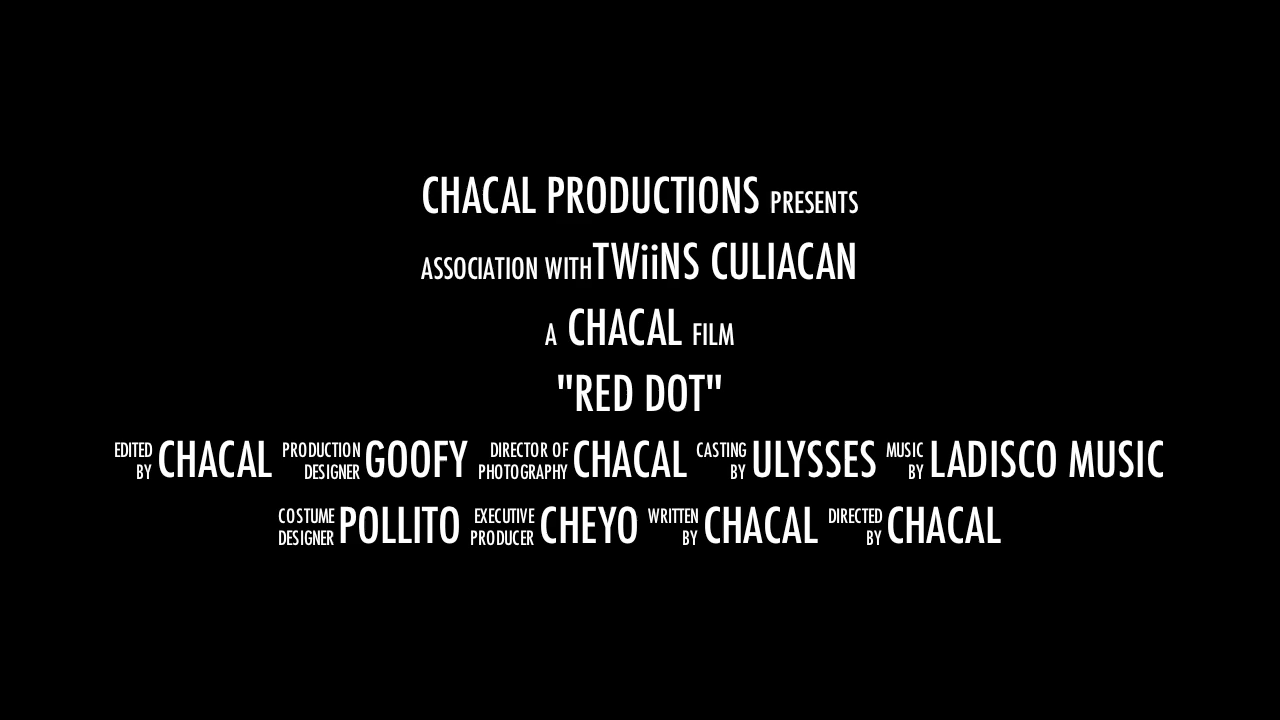 CHACAL PRODUCTIONS PRESENTS
ASSOCIATION WITHTWiiNS CULIACAN
A CHACAL FILM
"RED DOT"
EDITED BY CHACAL PRODUCTION DESIGNER GOOFY DIRECTOR OF PHOTOGRAPHY CHACAL CASTING BY ULYSSES MUSIC BY LADISCO MUSIC
COSTUME DESIGNER POLLITO EXECUTIVE PRODUCER CHEYO WRITTEN BY CHACAL DIRECTED BY CHACAL